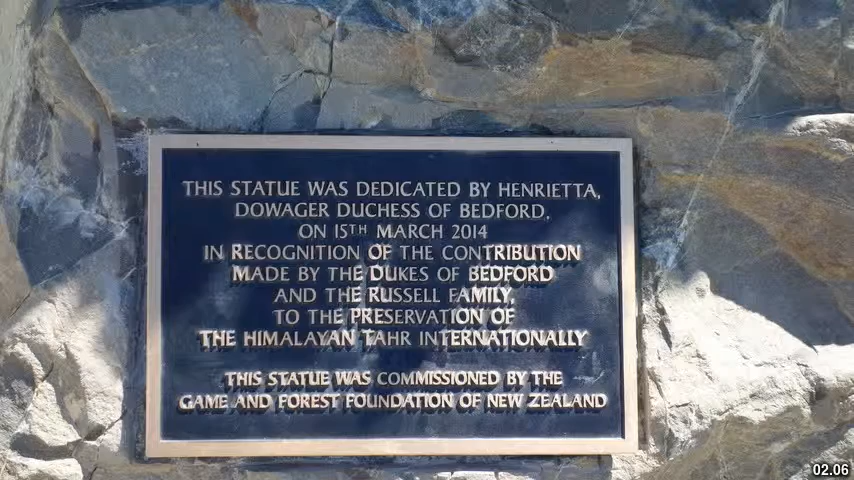 THIS STATUE WAS DEDICATED BY HENRIETTA,
DOWAGER DUCHESS OF BEDFORD,
ON 15TH MARCH 2014
IN RECOGNITION OF THE CONTRIBUTION
MADE BY THE DUKES OF BEDFORD
AND THE RUSSELL FAMILY,
TO THE PRESERVATION OF
THE HIMALAYAN TAHR INTERNATIONALLY
THIS STATUE WAS COMMISSIONED BY THE
GAME AND FOREST FOUNDATION OF NEW ZEALAND
02.06